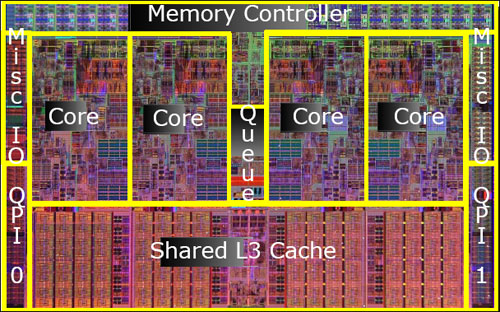 Memory Controller
Misc IO
Core
Core
Queue
Core
Core
Misc IO
QPI 0
Shared L3 Cache
QPI 1